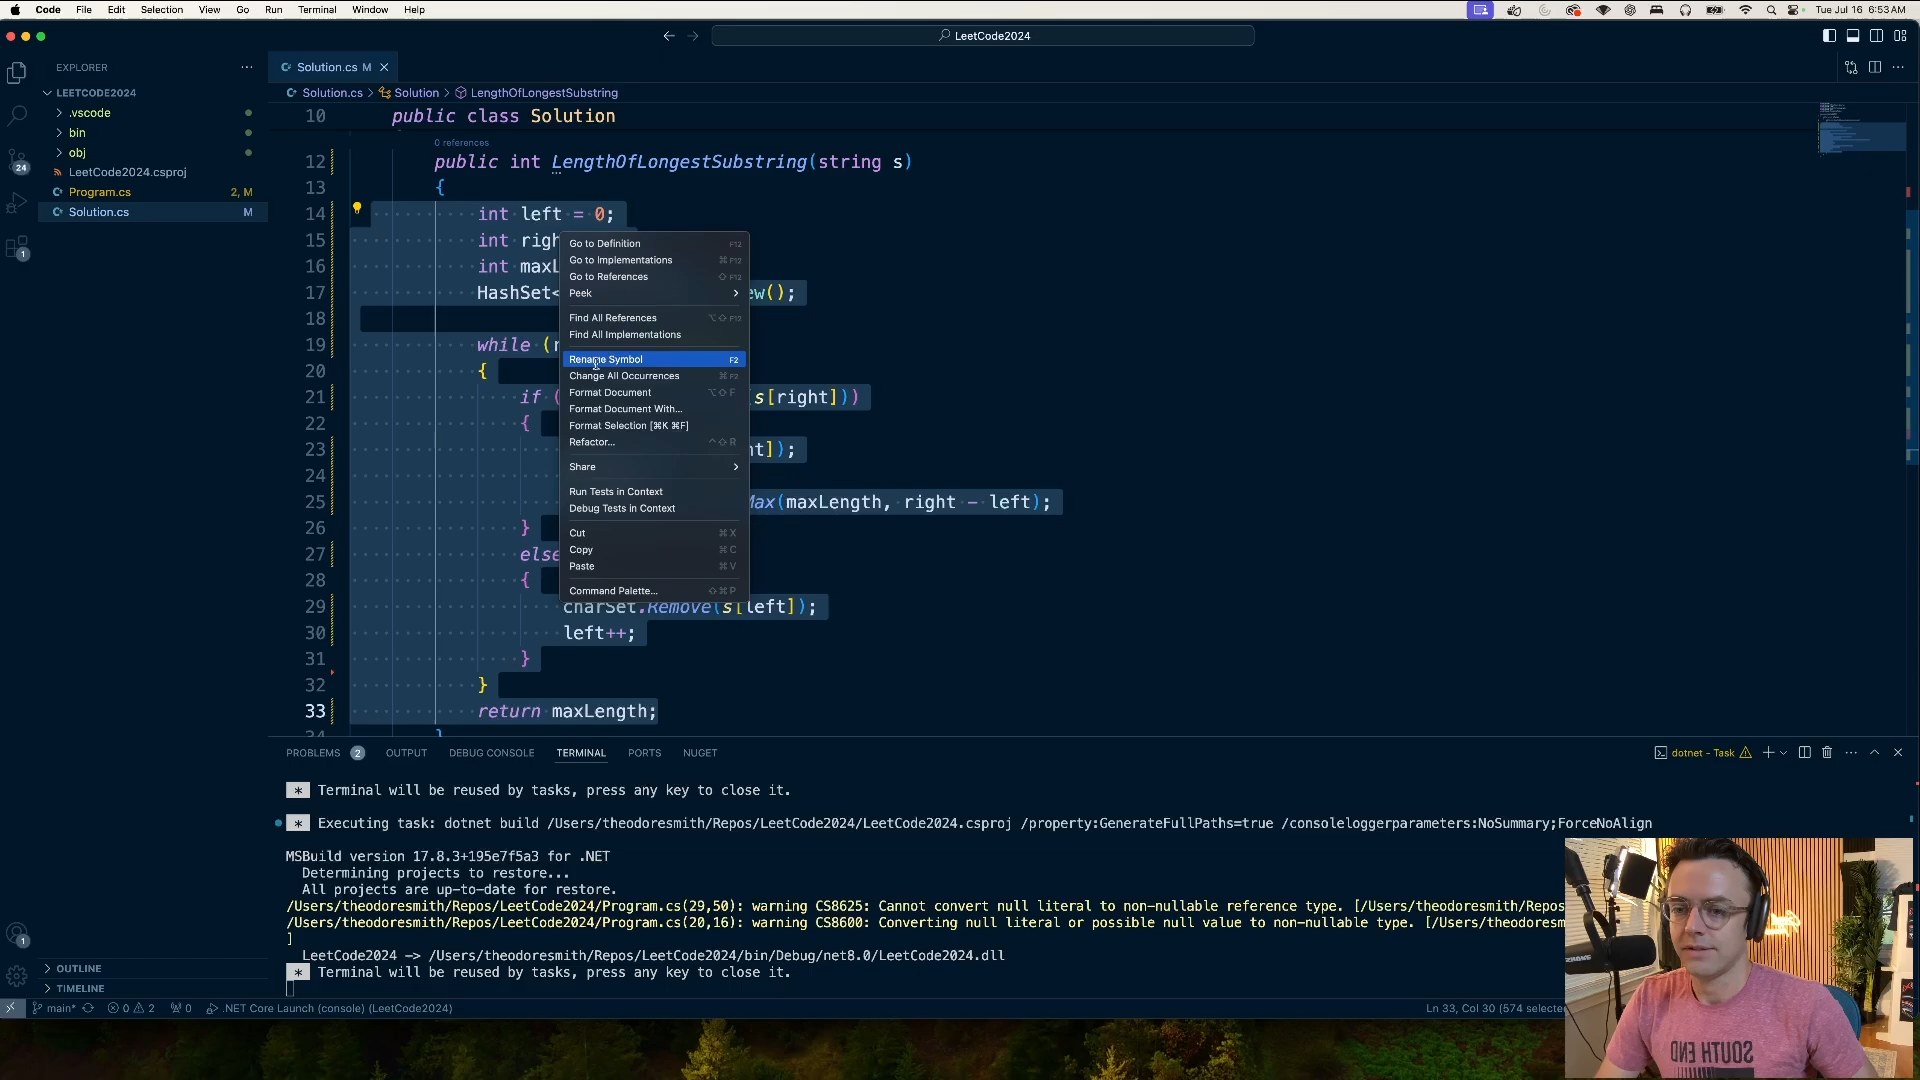 Code File Edit Selection View Go Run Terminal Window Help
Tue Jul 16 6:53 AM
LeetCode2024
EXPLORER
LEETCODE2024
.vscode
bin
obj
LeetCode2024.csproj
Program.cs 2, M
Solution.cs M
24
1
1
OUTLINE
TIMELINE
Solution.cs M
Solution.cs > Solution > LengthOfLongestSubstring
10 public class Solution
0 references
12 public int LengthOfLongestSubstring(string s)
13 {
14 int left = 0;
15 int righ
16 int maxL
17 HashSet< ew();
18
19 while (r
20 {
21 if ( s[right]))
22 {
23 ht]);
24
25 Max(maxLength, right - left);
26 }
27 else
28 {
29 charSet.Remove(s[left]);
30 left++;
31 }
32 }
33 return maxLength;
34 }
Go to Definition F12
Go to Implementations ⌘ F12
Go to References ⇧ F12
Peek
Find All References ⌥ ⇧ F12
Find All Implementations
Rename Symbol F2
Change All Occurrences ⌘ F2
Format Document ⌥ ⇧ F
Format Document With...
Format Selection [⌘K ⌘F]
Refactor... ^ ⇧ R
Share
Run Tests in Context
Debug Tests in Context
Cut ⌘ X
Copy ⌘ C
Paste ⌘ V
Command Palette... ⇧ ⌘ P
PROBLEMS 2 OUTPUT DEBUG CONSOLE TERMINAL PORTS NUGET
dotnet - Task
* Terminal will be reused by tasks, press any key to close it.
* Executing task: dotnet build /Users/theodoresmith/Repos/LeetCode2024/LeetCode2024.csproj /property:GenerateFullPaths=true /consoleloggerparameters:NoSummary;ForceNoAlign
MSBuild version 17.8.3+195e7f5a3 for .NET
Determining projects to restore...
All projects are up-to-date for restore.
/Users/theodoresmith/Repos/LeetCode2024/Program.cs(29,50): warning CS8625: Cannot convert null literal to non-nullable reference type. [/Users/theodoresmith/Repos
/Users/theodoresmith/Repos/LeetCode2024/Program.cs(20,16): warning CS8600: Converting null literal or possible null value to non-nullable type. [/Users/theodoresm
]
LeetCode2024 -> /Users/theodoresmith/Repos/LeetCode2024/bin/Debug/net8.0/LeetCode2024.dll
* Terminal will be reused by tasks, press any key to close it.
main* 0 2 0 .NET Core Launch (console) (LeetCode2024)
Ln 33, Col 30 (574 selecte
SOUTH END